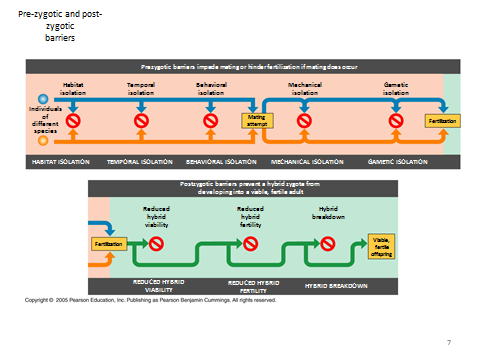 Pre-zygotic and post-
zygotic
barriers
Prezygotic barriers impede mating or hinder fertilization if mating does occur
Habitat
isolation
Temporal
isolation
Behavioral
isolation
Mechanical
isolation
Gametic
isolation
Individuals
of
different
species
Mating
attempt
Fertilization
HABITAT ISOLATION
TEMPORAL ISOLATION
BEHAVIORAL ISOLATION
MECHANICAL ISOLATION
GAMETIC ISOLATION
Postzygotic barriers prevent a hybrid zygote from
developing into a viable, fertile adult
Reduced
hybrid
viability
Reduced
hybrid
fertility
Hybrid
breakdown
Fertilization
Viable,
fertile
offspring
REDUCED HYBRID
VIABILITY
REDUCED HYBRID
FERTILITY
HYBRID BREAKDOWN
Copyright © 2005 Pearson Education, Inc. Publishing as Pearson Benjamin Cummings. All rights reserved.
7